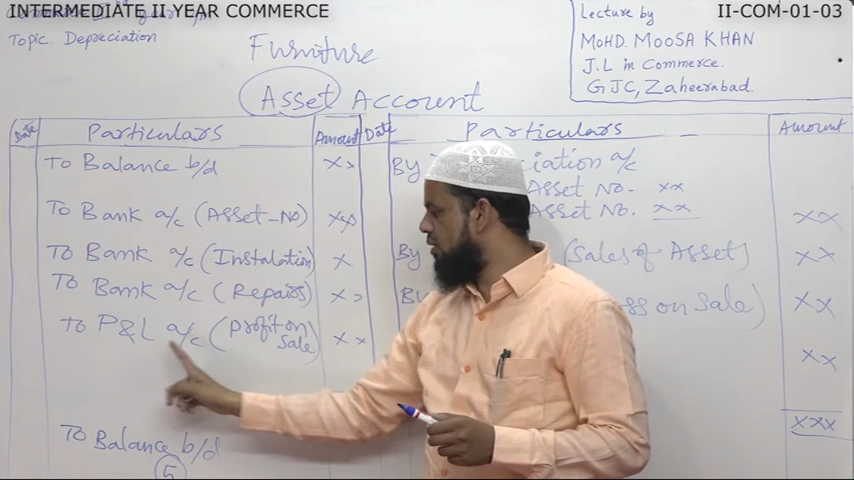 INTERMEDIATE II YEAR COMMERCE
II-COM-01-03
Topic. Depreciation
Lecture by
MOHD. MOOSA KHAN
J.L in Commerce.
GJC, Zaheerabad.
Furniture
Asset Account
Date Particulars Amount Date Particulars Amount
To Balance b/d xx
To Bank a/c (Asset-No) xx
To Bank a/c (Instalation) x
To Bank a/c (Repairs) x
To P&L a/c (Profit on Sale) xx
To Balance b/d
5
By ciation a/c
Asset No. xx
Asset No. xx xx
By (Sales of Asset) xx
By ss on Sale) xx
xx
xxx